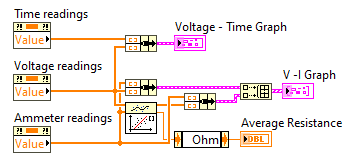 Time readings
?! ?!
Value
Voltage - Time Graph
Voltage readings
?! ?!
Value
V -I Graph
Ammeter readings
?! ?!
Value
Ohm
Average Resistance
DBL